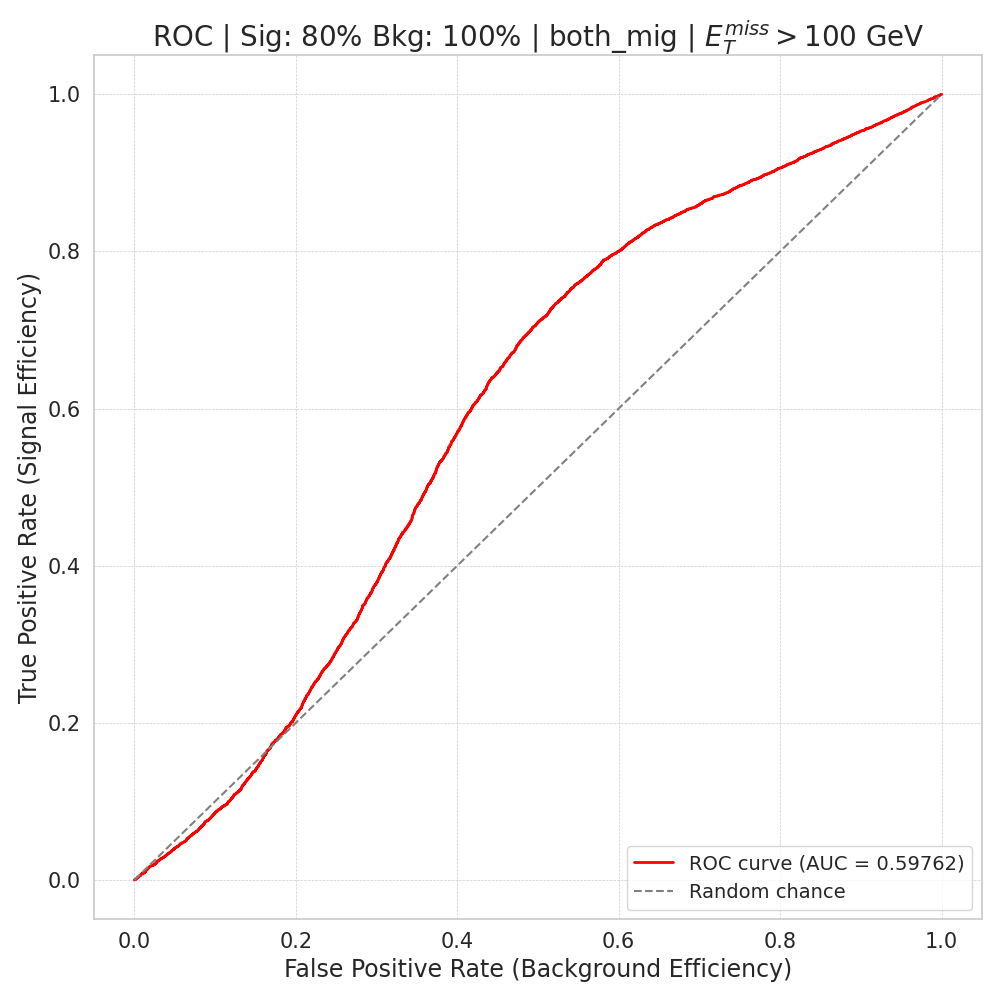 ROC | Sig: 80% Bkg: 100% | both_mig | $E_T^{miss} > 100$ GeV
True Positive Rate (Signal Efficiency)
1.0
0.8
0.6
0.4
0.2
0.0
ROC curve (AUC = 0.59762)
Random chance
0.0 0.2 0.4 0.6 0.8 1.0
False Positive Rate (Background Efficiency)